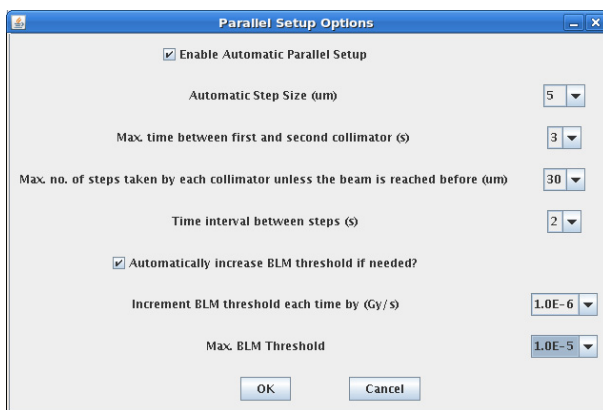 Parallel Setup Options
Enable Automatic Parallel Setup
Automatic Step Size (um) 5
Max. time between first and second collimator (s) 3
Max. no. of steps taken by each collimator unless the beam is reached before (um) 30
Time interval between steps (s) 2
Automatically increase BLM threshold if needed?
Increment BLM threshold each time by (Gy/s) 1.0E-6
Max. BLM Threshold 1.0E-5
OK Cancel